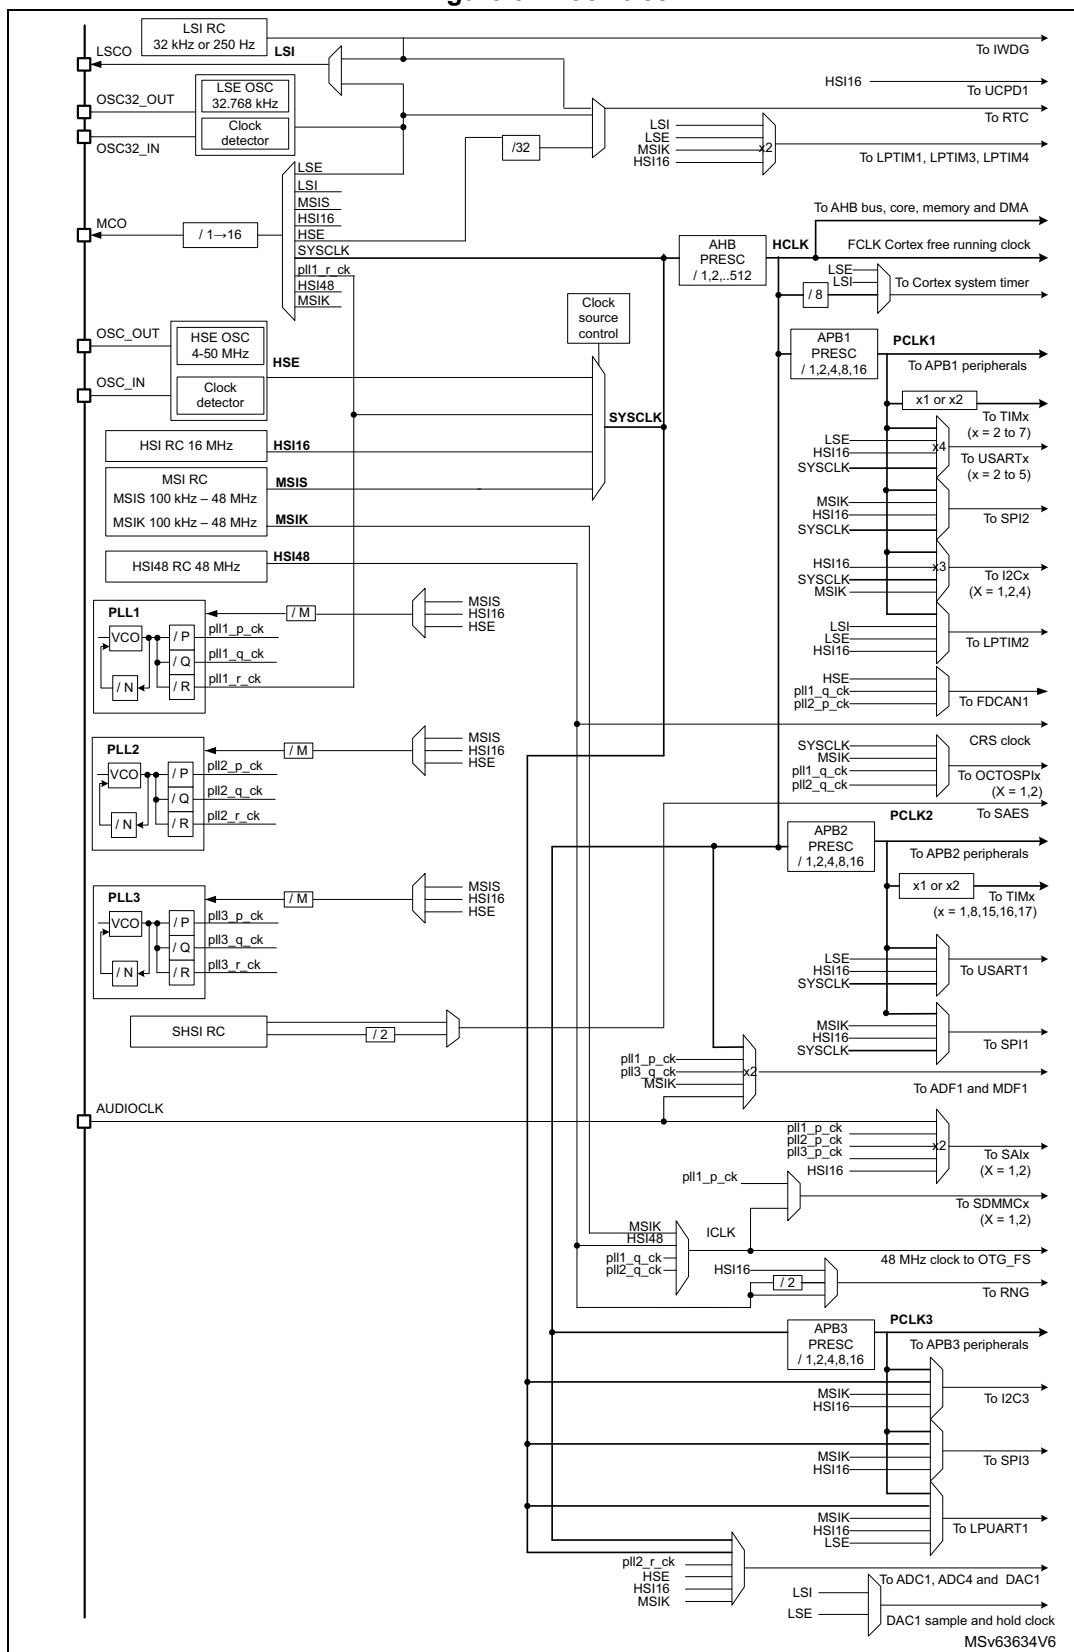 LSI RC
32 kHz or 250 Hz
LSI
LSCO
To IWDG
OSC32_OUT
LSE OSC
32.768 kHz
Clock
detector
OSC32_IN
HSI16
To UCPD1
To RTC
/32
LSI
LSE
MSIK
HSI16
x2
To LPTIM1, LPTIM3, LPTIM4
LSE
LSI
MSIS
HSI16
HSE
SYSCLK
pll1_r_ck
HSI48
MSIK
MCO
/ 1→16
AHB
PRESC
/ 1,2,..512
HCLK
To AHB bus, core, memory and DMA
FCLK Cortex free running clock
LSE
LSI
/ 8
To Cortex system timer
Clock
source
control
OSC_OUT
HSE OSC
4-50 MHz
HSE
OSC_IN
Clock
detector
APB1
PRESC
/ 1,2,4,8,16
PCLK1
To APB1 peripherals
x1 or x2
To TIMx
(x = 2 to 7)
SYSCLK
HSI RC 16 MHz
HSI16
LSE
HSI16
SYSCLK
x4
To USARTx
(x = 2 to 5)
MSI RC
MSIS 100 kHz – 48 MHz
MSIK 100 kHz – 48 MHz
MSIS
MSIK
MSIK
HSI16
SYSCLK
To SPI2
HSI48 RC 48 MHz
HSI48
HSI16
SYSCLK
MSIK
x3
To I2Cx
(X = 1,2,4)
PLL1
VCO
/ N
/ P
/ Q
/ R
pll1_p_ck
pll1_q_ck
pll1_r_ck
/ M
MSIS
HSI16
HSE
LSI
LSE
HSI16
To LPTIM2
HSE
pll1_q_ck
pll2_p_ck
To FDCAN1
CRS clock
PLL2
VCO
/ N
/ P
/ Q
/ R
pll2_p_ck
pll2_q_ck
pll2_r_ck
/ M
MSIS
HSI16
HSE
SYSCLK
MSIK
pll1_q_ck
pll2_q_ck
To OCTOSPIx
(X = 1,2)
To SAES
APB2
PRESC
/ 1,2,4,8,16
PCLK2
To APB2 peripherals
x1 or x2
To TIMx
(x = 1,8,15,16,17)
PLL3
VCO
/ N
/ P
/ Q
/ R
pll3_p_ck
pll3_q_ck
pll3_r_ck
/ M
MSIS
HSI16
HSE
LSE
HSI16
SYSCLK
To USART1
SHSI RC
/ 2
MSIK
HSI16
SYSCLK
To SPI1
pll1_p_ck
pll3_q_ck
MSIK
x2
To ADF1 and MDF1
AUDIOCLK
pll1_p_ck
pll2_p_ck
pll3_p_ck
HSI16
x2
To SAIx
(X = 1,2)
pll1_p_ck
To SDMMCx
(X = 1,2)
MSIK
HSI48
pll1_q_ck
pll2_q_ck
ICLK
48 MHz clock to OTG_FS
HSI16
/ 2
To RNG
APB3
PRESC
/ 1,2,4,8,16
PCLK3
To APB3 peripherals
MSIK
HSI16
To I2C3
MSIK
HSI16
To SPI3
MSIK
HSI16
LSE
To LPUART1
pll2_r_ck
HSE
HSI16
MSIK
To ADC1, ADC4 and DAC1
LSI
LSE
DAC1 sample and hold clock
MSv63634V6